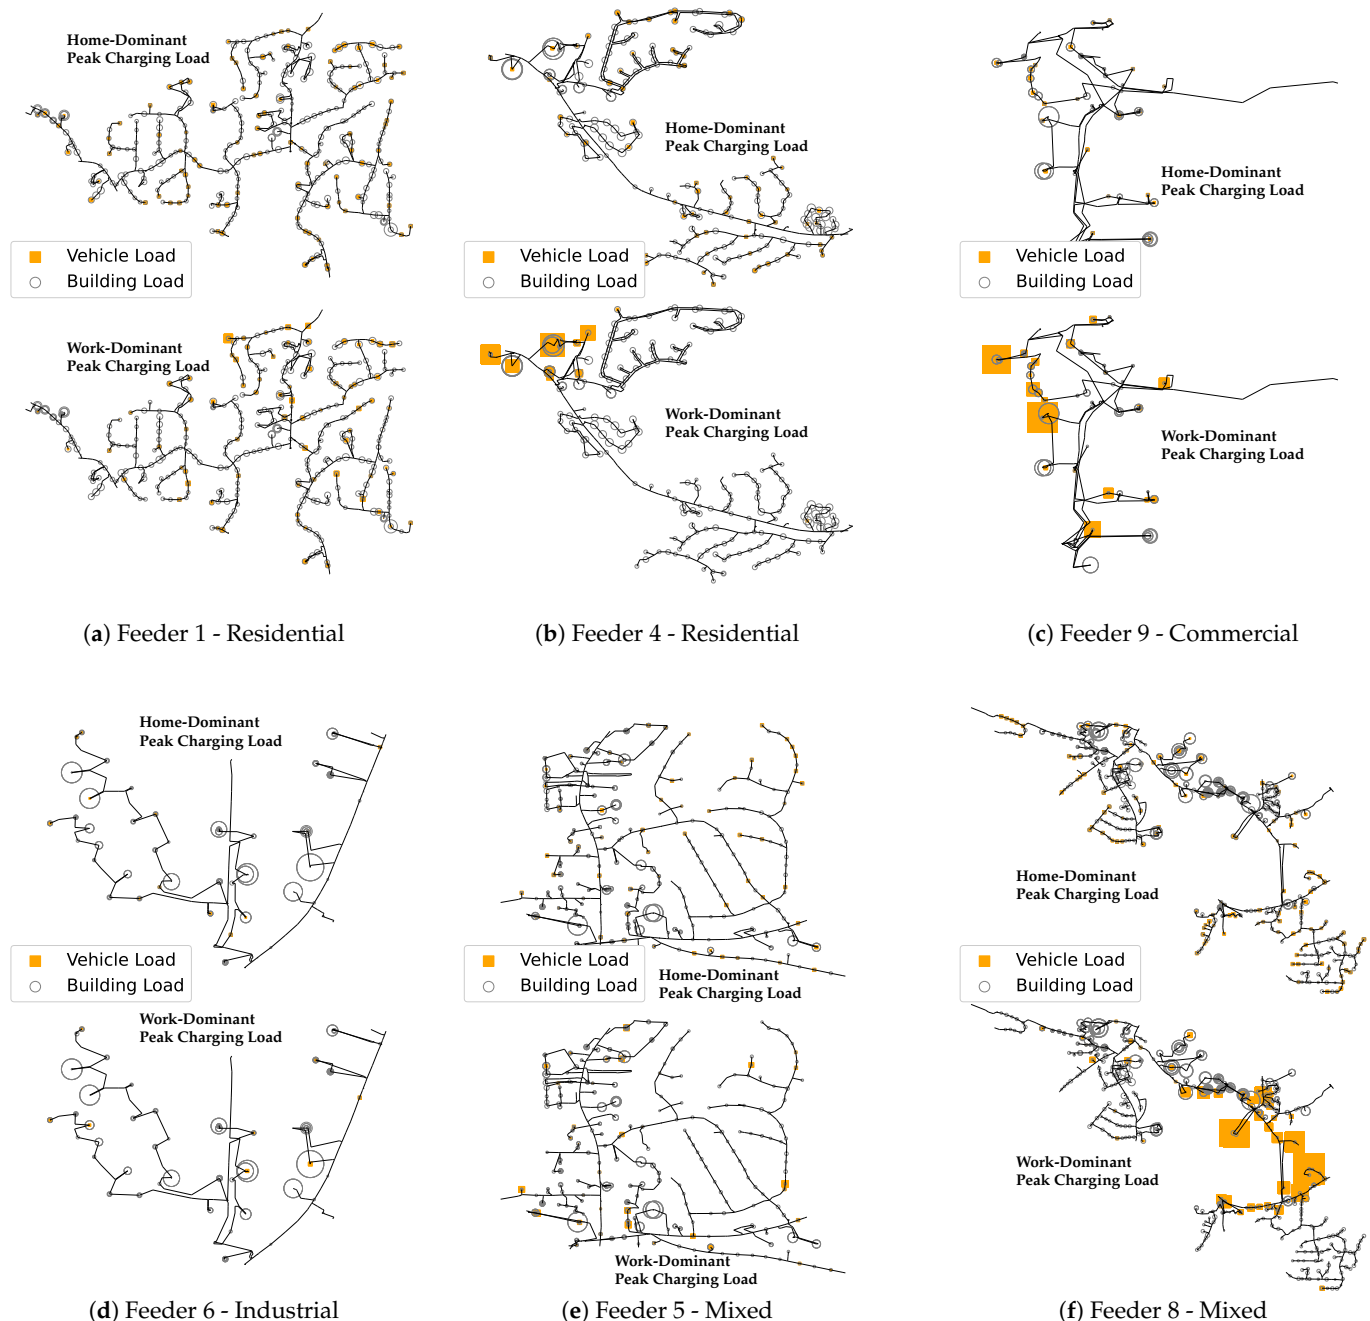 Home-Dominant
Peak Charging Load
Vehicle Load
Building Load
Work-Dominant
Peak Charging Load
(a) Feeder 1 - Residential
Home-Dominant
Peak Charging Load
Vehicle Load
Building Load
Work-Dominant
Peak Charging Load
(b) Feeder 4 - Residential
Home-Dominant
Peak Charging Load
Vehicle Load
Building Load
Work-Dominant
Peak Charging Load
(c) Feeder 9 - Commercial
Home-Dominant
Peak Charging Load
Vehicle Load
Building Load
Work-Dominant
Peak Charging Load
(d) Feeder 6 - Industrial
Vehicle Load
Building Load
Home-Dominant
Peak Charging Load
Work-Dominant
Peak Charging Load
(e) Feeder 5 - Mixed
Home-Dominant
Peak Charging Load
Vehicle Load
Building Load
Work-Dominant
Peak Charging Load
(f) Feeder 8 - Mixed